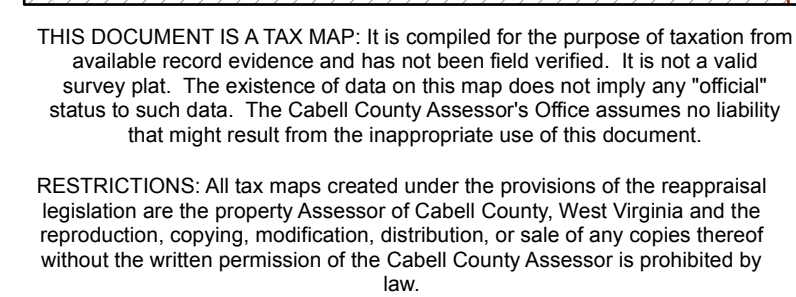 THIS DOCUMENT IS A TAX MAP: It is compiled for the purpose of taxation from
available record evidence and has not been field verified. It is not a valid
survey plat. The existence of data on this map does not imply any "official"
status to such data. The Cabell County Assessor's Office assumes no liability
that might result from the inappropriate use of this document.
RESTRICTIONS: All tax maps created under the provisions of the reappraisal
legislation are the property Assessor of Cabell County, West Virginia and the
reproduction, copying, modification, distribution, or sale of any copies thereof
without the written permission of the Cabell County Assessor is prohibited by
law.